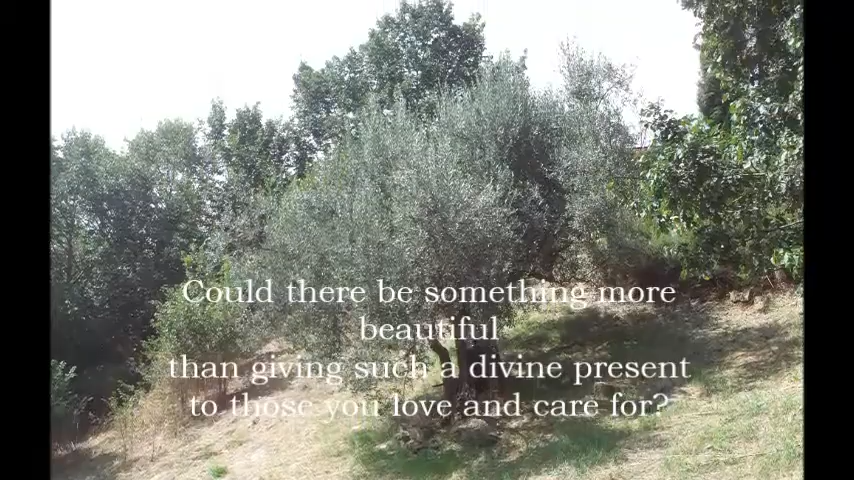 Could there be something more
beautiful
than giving such a divine present
to those you love and care for?